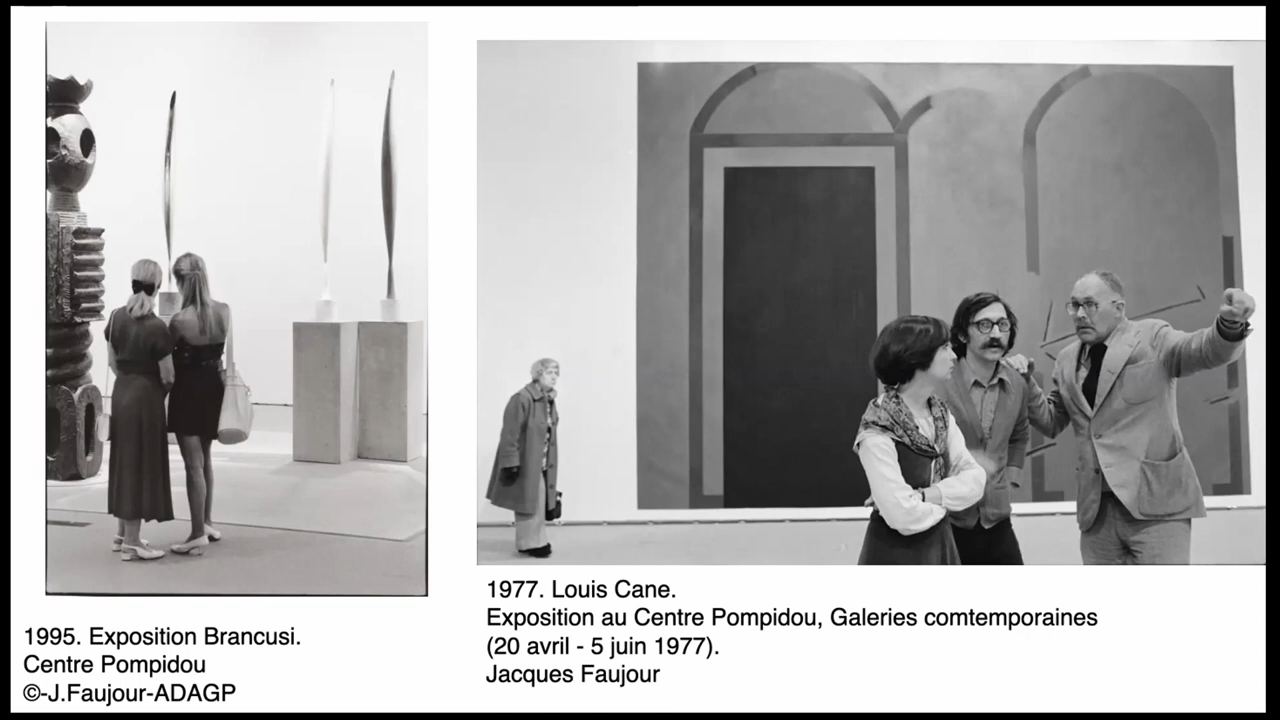 1995. Exposition Brancusi.
Centre Pompidou
©-J.Faujour-ADAGP
1977. Louis Cane.
Exposition au Centre Pompidou, Galeries comtemporaines
(20 avril - 5 juin 1977).
Jacques Faujour